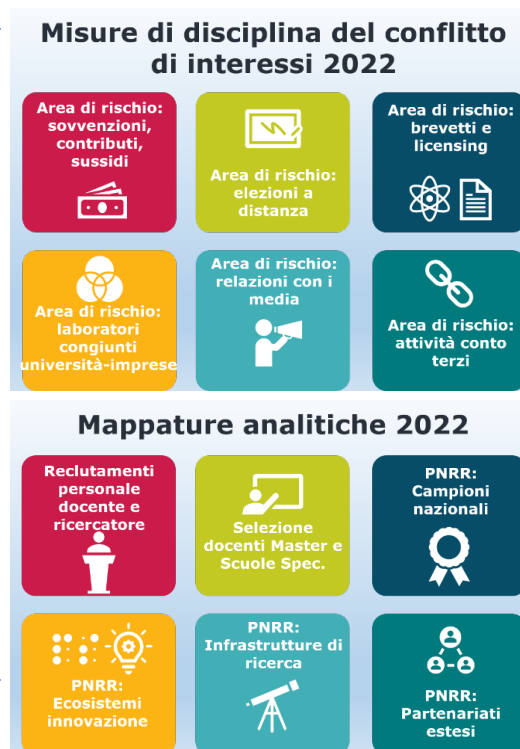 Misure di disciplina del conflitto
di interessi 2022
Area di rischio:
sovvenzioni,
contributi,
sussidi
Area di rischio:
elezioni a
distanza
Area di rischio:
brevetti e
licensing
Area di rischio:
laboratori
congiunti
università-imprese
Area di rischio:
relazioni con i
media
Area di rischio:
attività conto
terzi
Mappature analitiche 2022
Reclutamenti
personale
docente e
ricercatore
Selezione
docenti Master e
Scuole Spec.
PNRR:
Campioni
nazionali
PNRR:
Ecosistemi
innovazione
PNRR:
Infrastrutture di
ricerca
PNRR:
Partenariati
estesi